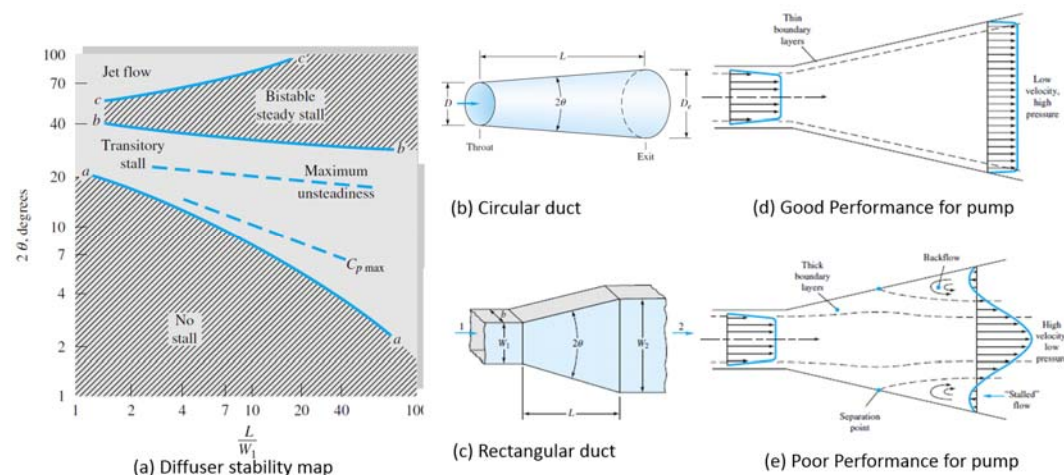 100
70
40
20
10
7
4
2
1
2 θ, degrees
Jet flow
c
c
Bistable
steady stall
b
b
Transitory
stall
a
Maximum
unsteadiness
Cp max
No
stall
a
1
2
4
7
10
20
40
100
L
W1
(a) Diffuser stability map
L
D
2θ
De
Throat
Exit
(b) Circular duct
1
b
W1
2θ
W2
2
L
(c) Rectangular duct
Thin
boundary
layers
Low
velocity,
high
pressure
(d) Good Performance for pump
Thick
boundary
layers
Backflow
High
velocity
low
pressure
"Stalled"
flow
Separation
point
(e) Poor Performance for pump